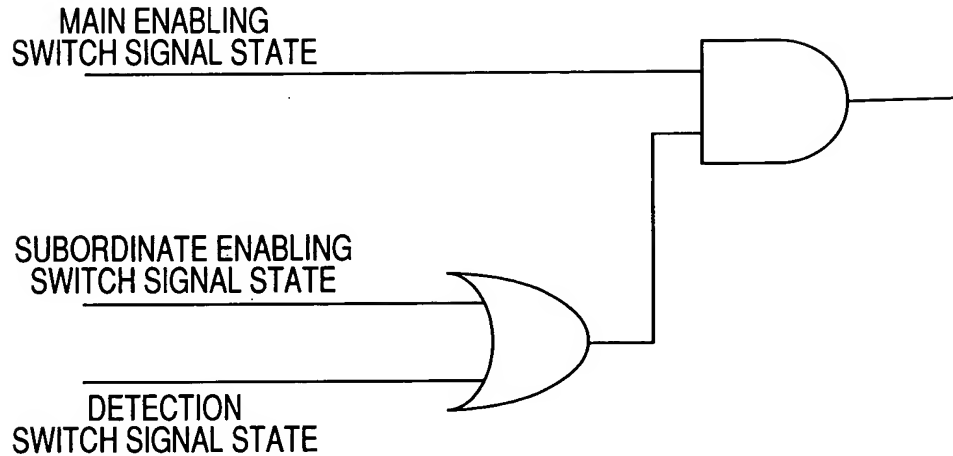 MAIN ENABLING
SWITCH SIGNAL STATE
SUBORDINATE ENABLING
SWITCH SIGNAL STATE
DETECTION
SWITCH SIGNAL STATE